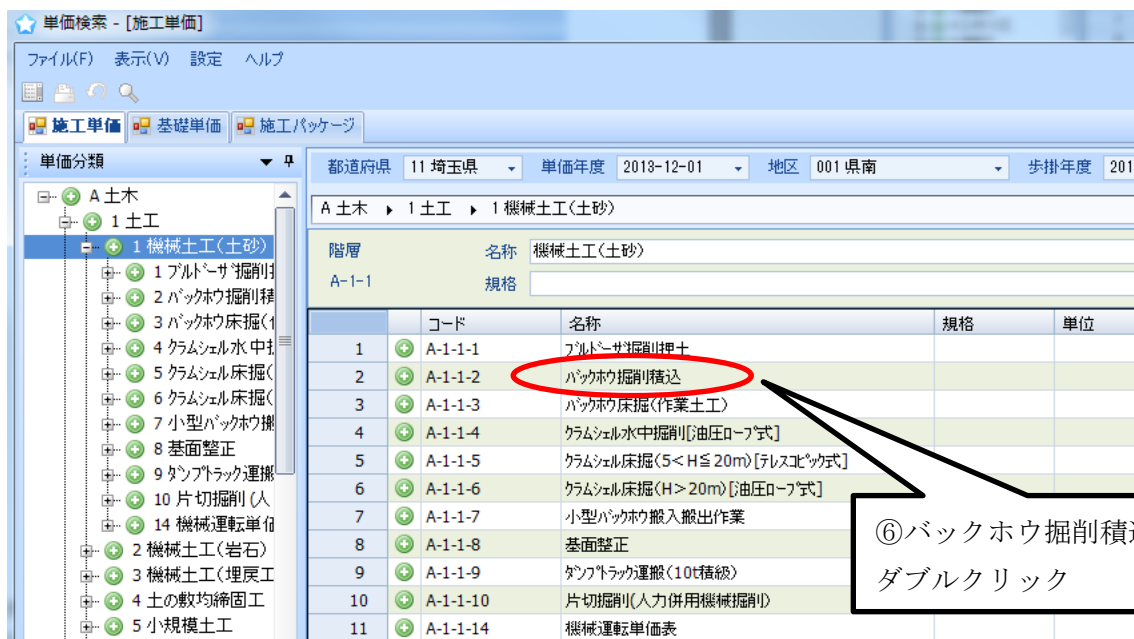 単価検索 - [施工単価]
ファイル(F) 表示(V) 設定 ヘルプ
施工単価 基礎単価 施工パッケージ
単価分類
都道府県 11 埼玉県 単価年度 2013-12-01 地区 001 県南 歩掛年度 201
A 土木
1 土工
1 機械土工(土砂)
1 ブルドーザ掘削
2 バックホウ掘削積
3 バックホウ床掘(
4 クラムシェル水中
5 クラムシェル床掘(
6 クラムシェル床掘(
7 小型バックホウ搬
8 基面整正
9 ダンプトラック運搬
10 片切掘削(人
14 機械運転単価
2 機械土工(岩石)
3 機械土工(埋戻工
4 土の敷均締固工
5 小規模土工
A 土木 1 土工 1 機械土工(土砂)
階層 名称 機械土工(土砂)
A-1-1 規格
コード 名称 規格 単位
1 A-1-1-1 ブルドーザ掘削押土
2 A-1-1-2 バックホウ掘削積込
3 A-1-1-3 バックホウ床掘(作業土工)
4 A-1-1-4 クラムシェル水中掘削[油圧ロープ式]
5 A-1-1-5 クラムシェル床掘(5<H≦20m)[テレスコピック式]
6 A-1-1-6 クラムシェル床掘(H>20m)[油圧ロープ式]
7 A-1-1-7 小型バックホウ搬入搬出作業
8 A-1-1-8 基面整正
9 A-1-1-9 ダンプトラック運搬(10t積級)
10 A-1-1-10 片切掘削(人力併用機械掘削)
11 A-1-1-14 機械運転単価表
⑥バックホウ掘削積込
ダブルクリック